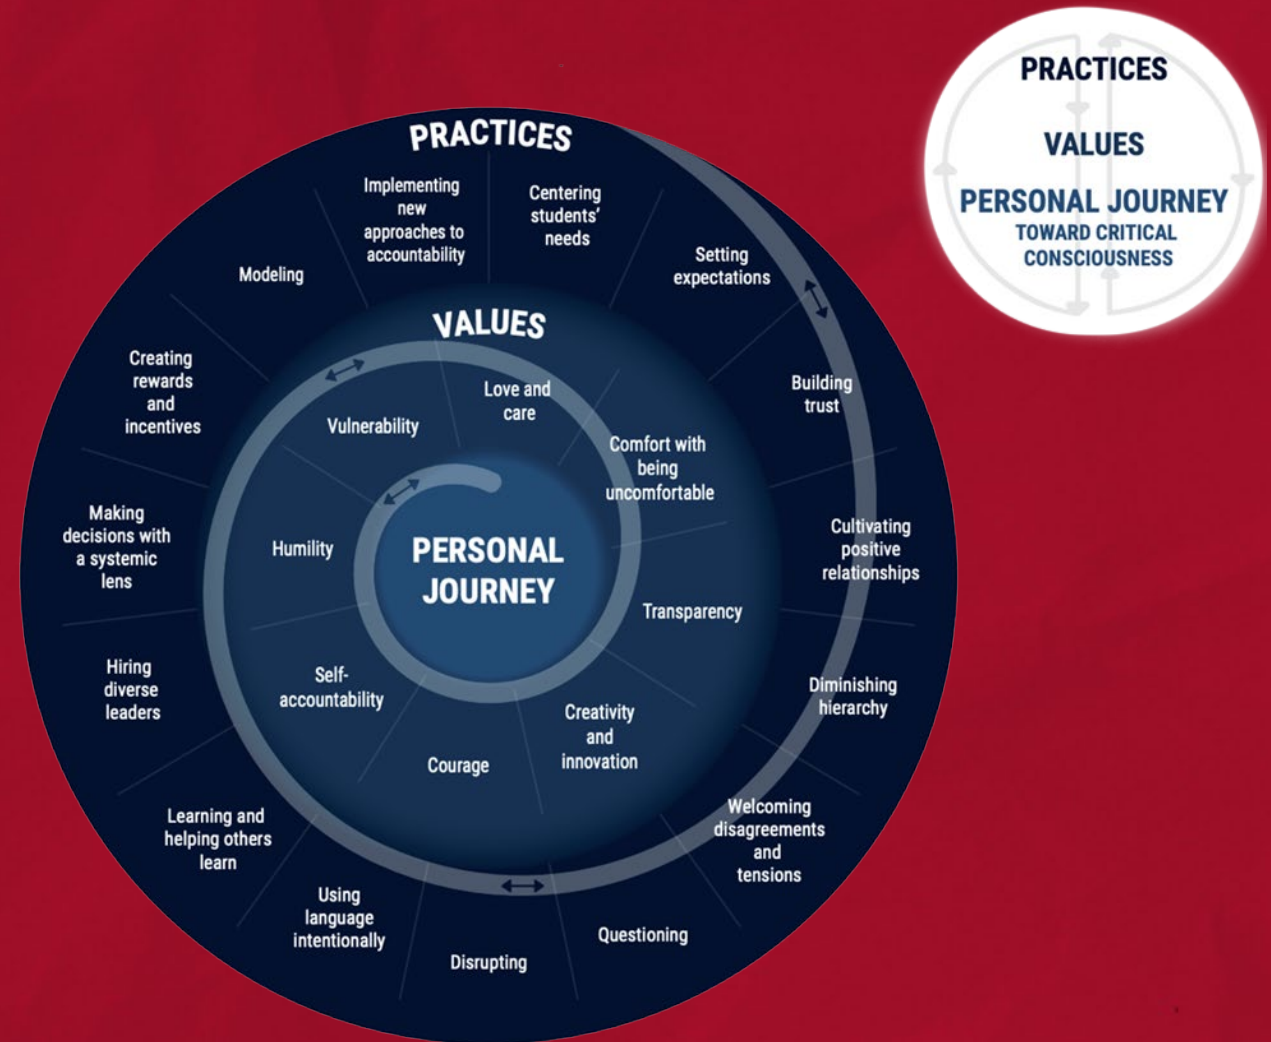 PRACTICES
Implementing
new
approaches to
accountability
Centering
students'
needs
Setting
expectations
Building
trust
Cultivating
positive
relationships
Diminishing
hierarchy
Welcoming
disagreements
and
tensions
Questioning
Disrupting
Using
language
intentionally
Learning and
helping others
learn
Hiring
diverse
leaders
Making
decisions with
a systemic
lens
Creating
rewards
and
incentives
Modeling
VALUES
Love and
care
Comfort with
being
uncomfortable
Transparency
Creativity
and
innovation
Courage
Self-
accountability
Humility
Vulnerability
PERSONAL
JOURNEY
PRACTICES
VALUES
PERSONAL JOURNEY
TOWARD CRITICAL
CONSCIOUSNESS